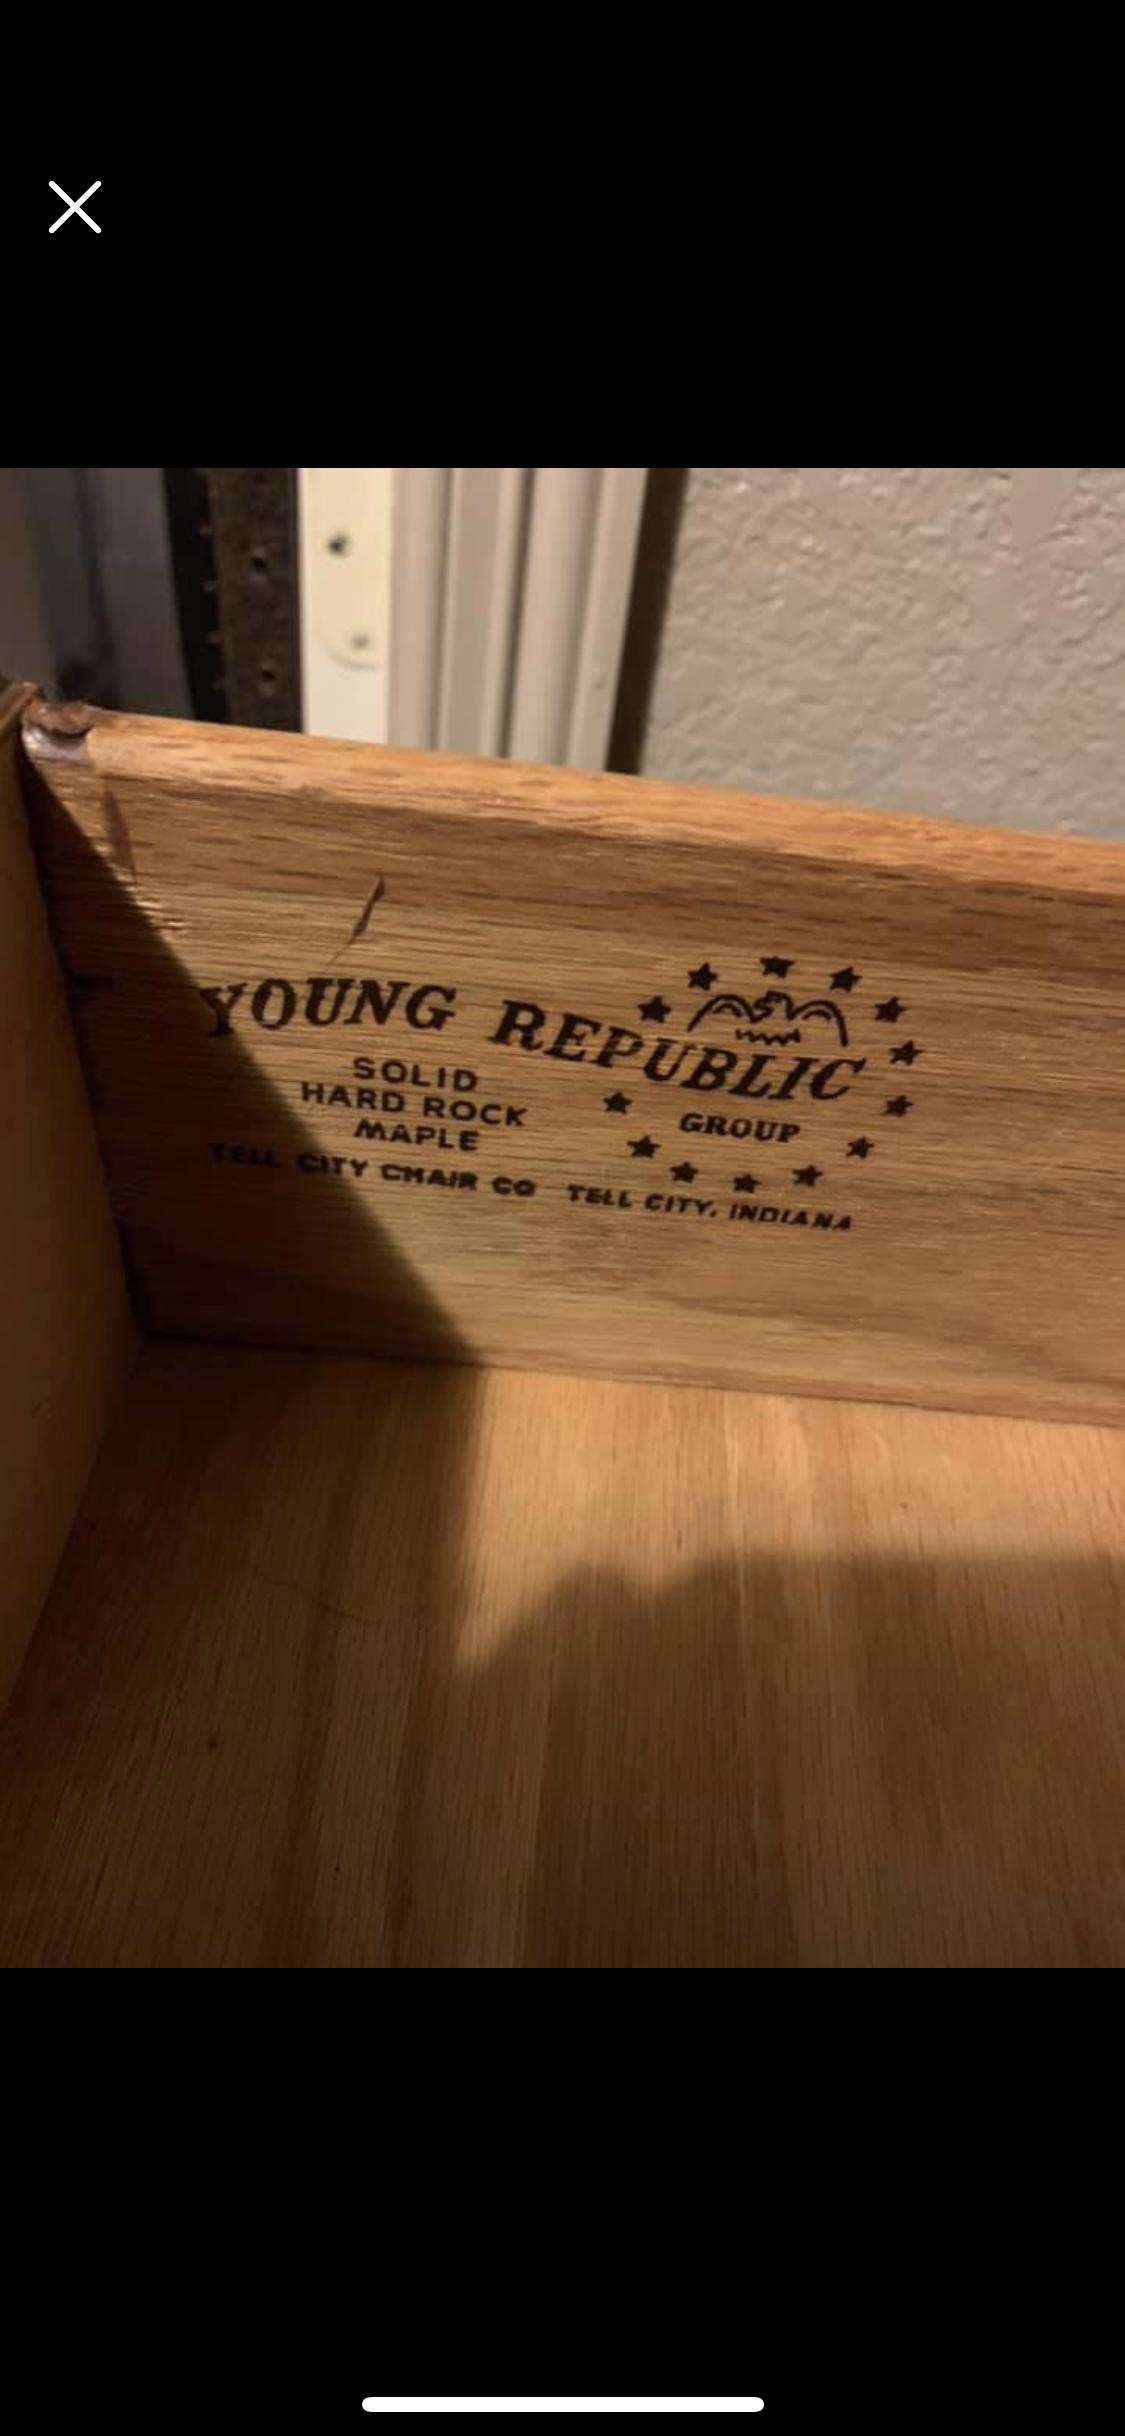 YOUNG REPUBLIC
SOLID
HARD ROCK
MAPLE
GROUP
TELL CITY CHAIR CO TELL CITY, INDIANA